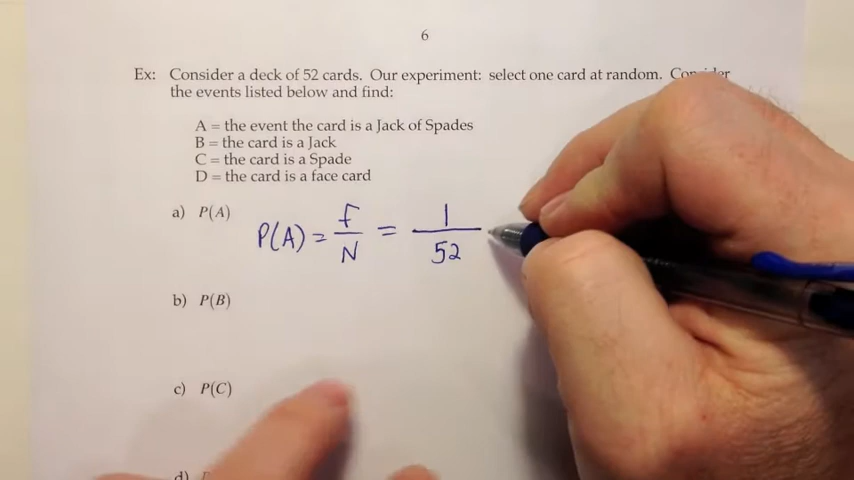 6
Ex: Consider a deck of 52 cards. Our experiment: select one card at random. Consider
the events listed below and find:
A = the event the card is a Jack of Spades
B = the card is a Jack
C = the card is a Spade
D = the card is a face card
a) P(A)
P(A) = f/N = 1/52
b) P(B)
c) P(C)
d)